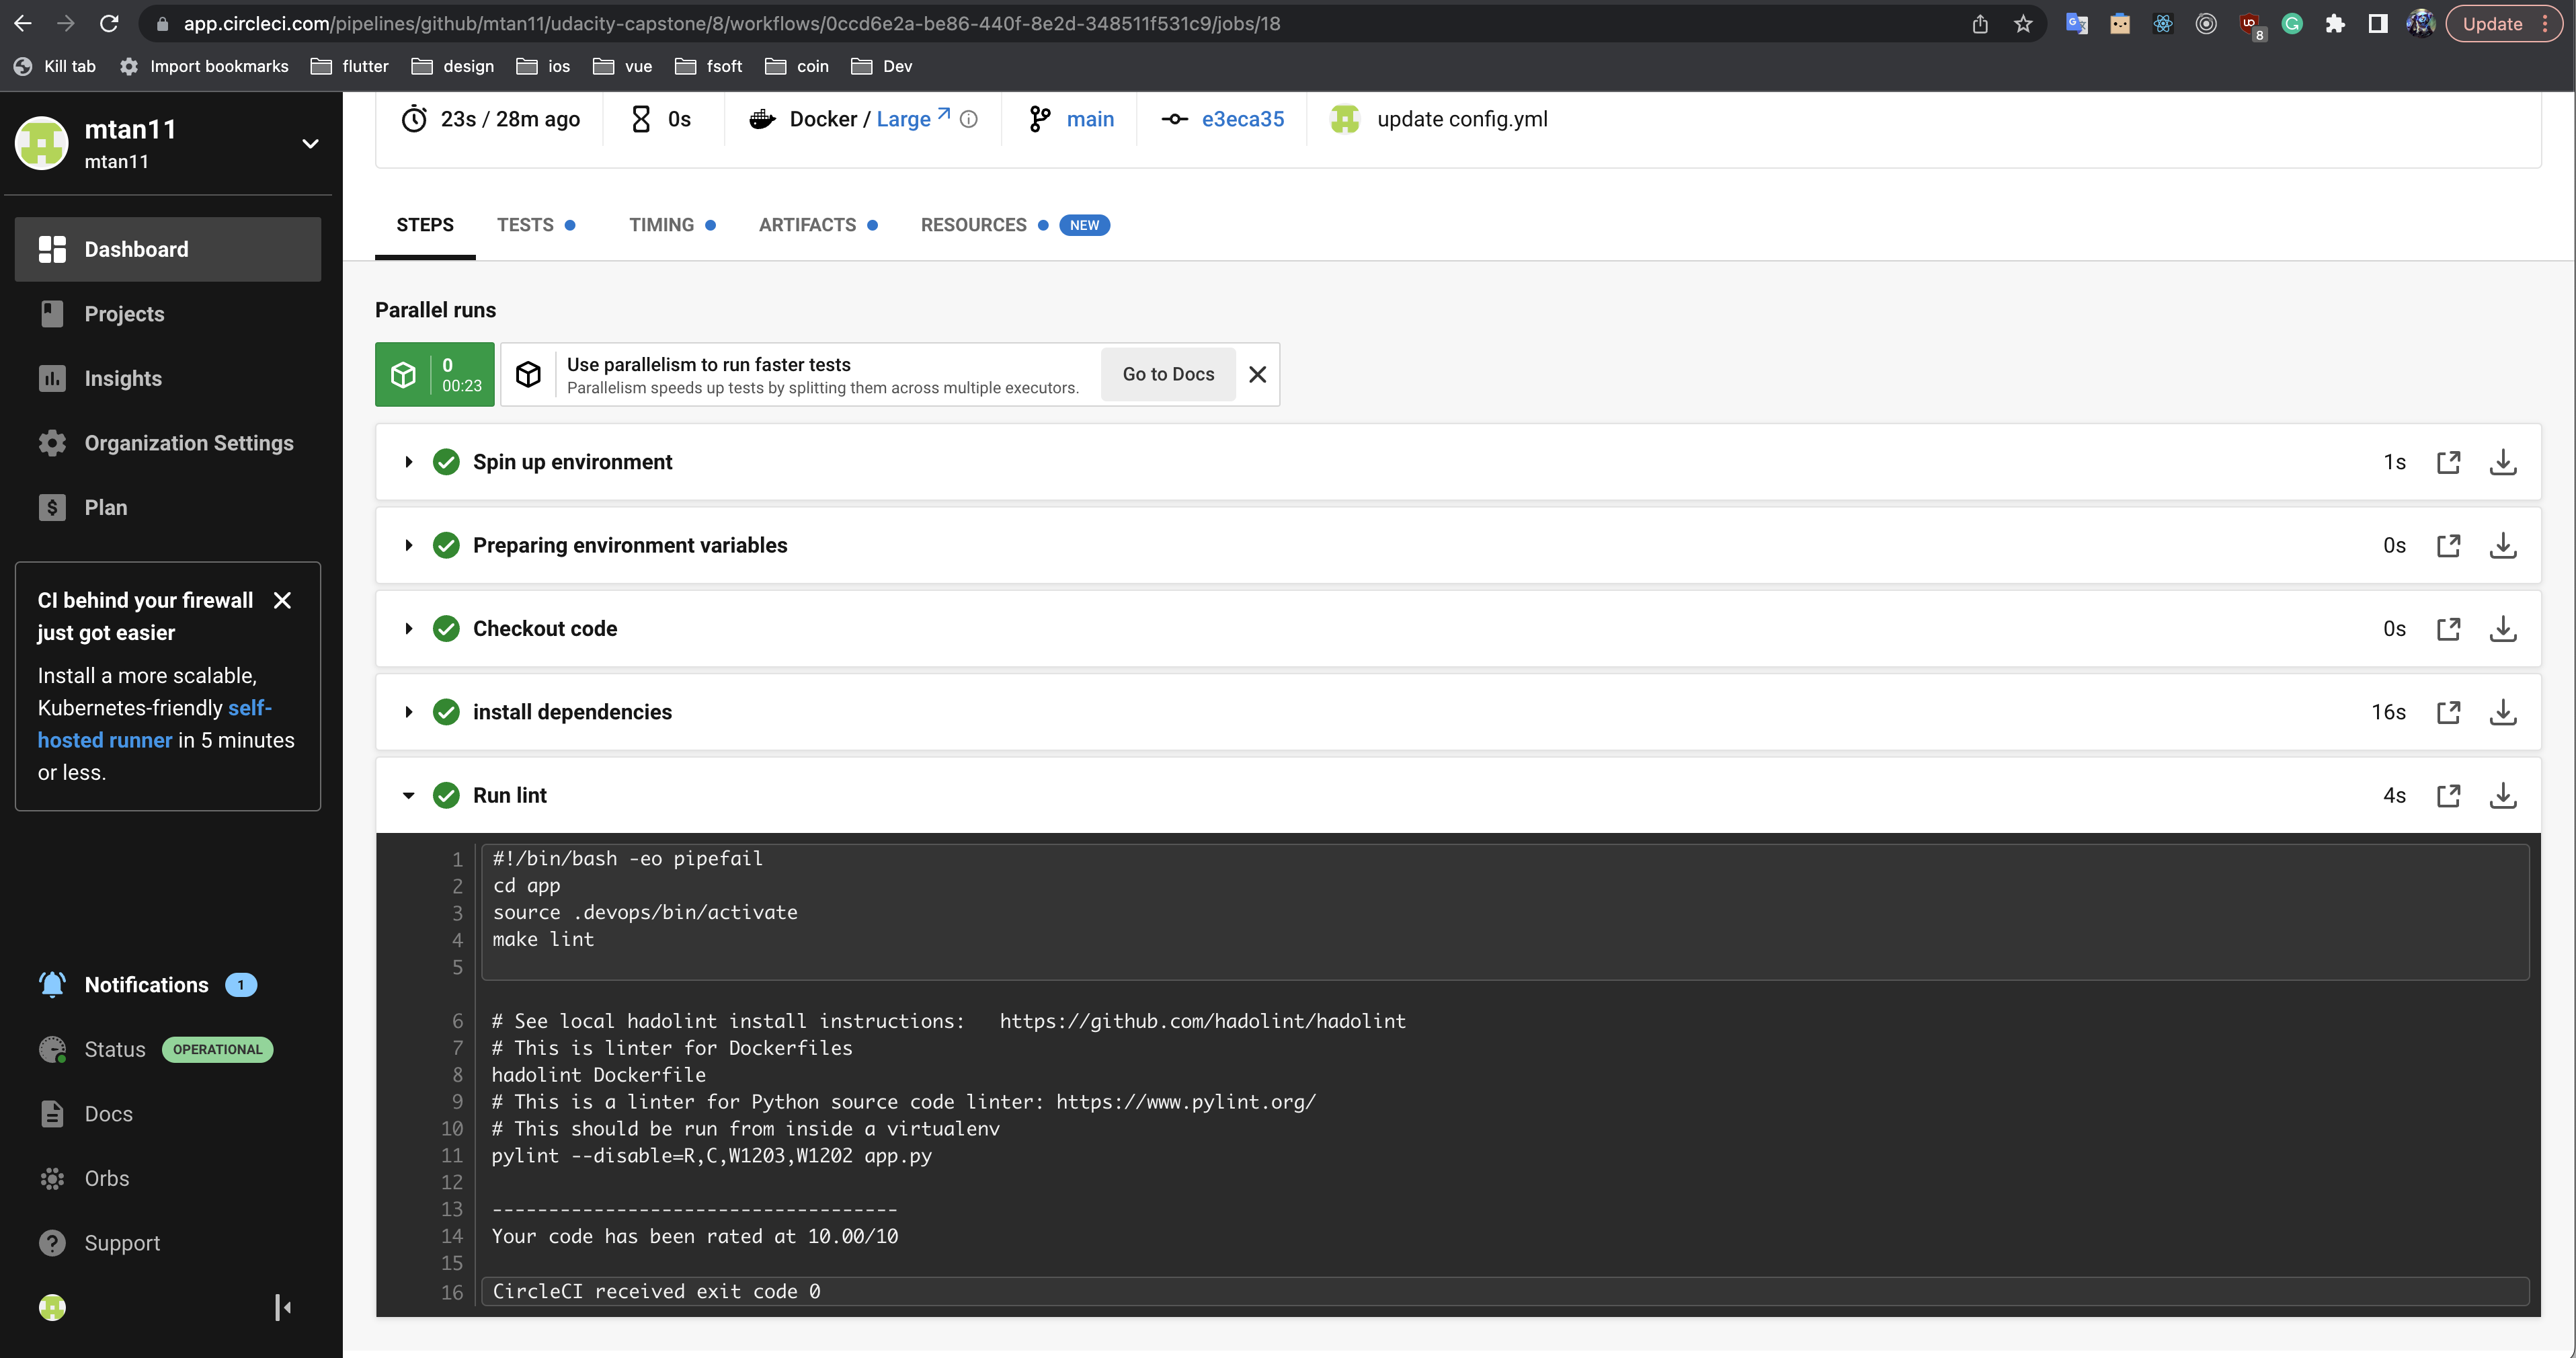 app.circleci.com/pipelines/github/mtan11/udacity-capstone/8/workflows/0ccd6e2a-be86-440f-8e2d-348511f531c9/jobs/18
8
Update
Kill tab
Import bookmarks
flutter
design
ios
vue
fsoft
coin
Dev
mtan11
mtan11
Dashboard
Projects
Insights
Organization Settings
Plan
CI behind your firewall
just got easier
Install a more scalable,
Kubernetes-friendly self-
hosted runner in 5 minutes
or less.
Notifications 1
Status OPERATIONAL
Docs
Orbs
Support
23s / 28m ago
0s
Docker / Large
main
e3eca35
update config.yml
STEPS
TESTS
TIMING
ARTIFACTS
RESOURCES NEW
Parallel runs
0
00:23
Use parallelism to run faster tests
Parallelism speeds up tests by splitting them across multiple executors.
Go to Docs
Spin up environment 1s
Preparing environment variables 0s
Checkout code 0s
install dependencies 16s
Run lint 4s
1 #!/bin/bash -eo pipefail
2 cd app
3 source .devops/bin/activate
4 make lint
5
6 # See local hadolint install instructions:   https://github.com/hadolint/hadolint
7 # This is linter for Dockerfiles
8 hadolint Dockerfile
9 # This is a linter for Python source code linter: https://www.pylint.org/
10 # This should be run from inside a virtualenv
11 pylint --disable=R,C,W1203,W1202 app.py
12
13 ------------------------------------
14 Your code has been rated at 10.00/10
15
16 CircleCI received exit code 0